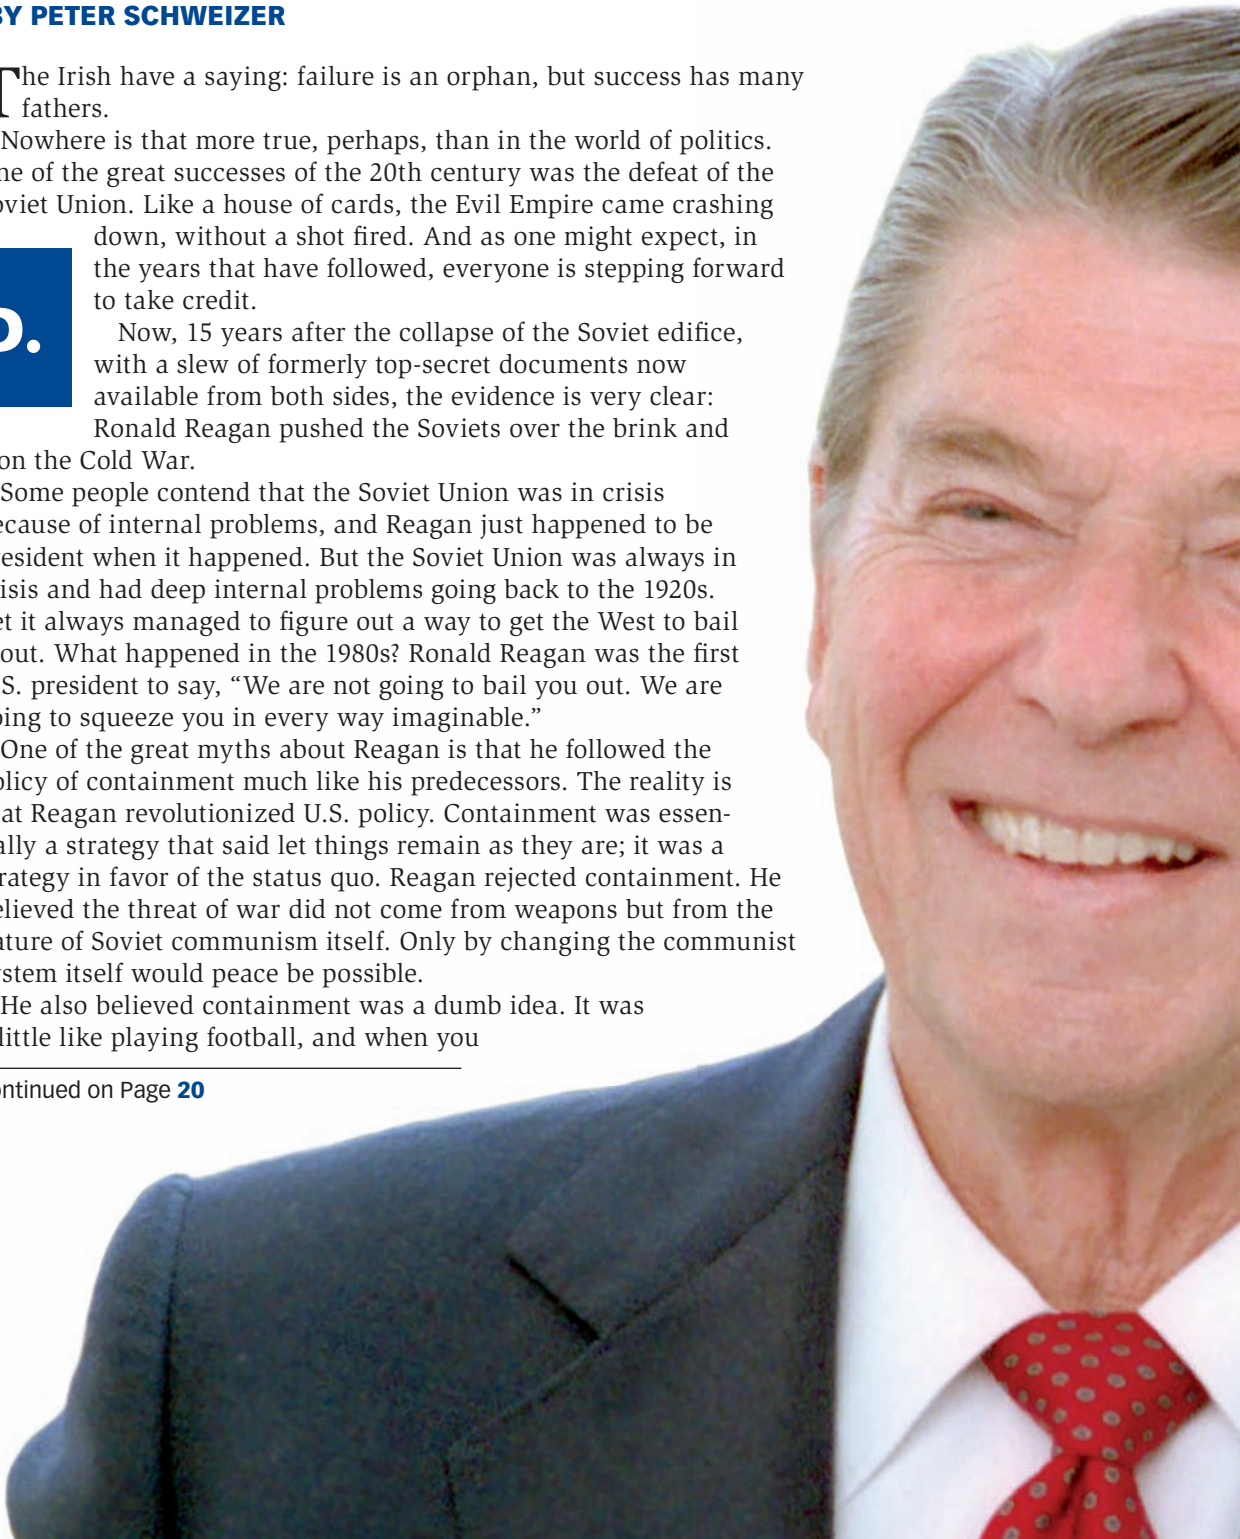 BY PETER SCHWEIZER
The Irish have a saying: failure is an orphan, but success has many
fathers.
Nowhere is that more true, perhaps, than in the world of politics.
ne of the great successes of the 20th century was the defeat of the
oviet Union. Like a house of cards, the Evil Empire came crashing
down, without a shot fired. And as one might expect, in
the years that have followed, everyone is stepping forward
to take credit.
Now, 15 years after the collapse of the Soviet edifice,
with a slew of formerly top-secret documents now
available from both sides, the evidence is very clear:
Ronald Reagan pushed the Soviets over the brink and
on the Cold War.
Some people contend that the Soviet Union was in crisis
ecause of internal problems, and Reagan just happened to be
resident when it happened. But the Soviet Union was always in
isis and had deep internal problems going back to the 1920s.
et it always managed to figure out a way to get the West to bail
out. What happened in the 1980s? Ronald Reagan was the first
S. president to say, “We are not going to bail you out. We are
oing to squeeze you in every way imaginable.”
One of the great myths about Reagan is that he followed the
olicy of containment much like his predecessors. The reality is
at Reagan revolutionized U.S. policy. Containment was essen-
ally a strategy that said let things remain as they are; it was a
rategy in favor of the status quo. Reagan rejected containment. He
elieved the threat of war did not come from weapons but from the
ature of Soviet communism itself. Only by changing the communist
ystem itself would peace be possible.
He also believed containment was a dumb idea. It was
little like playing football, and when you
ontinued on Page 20